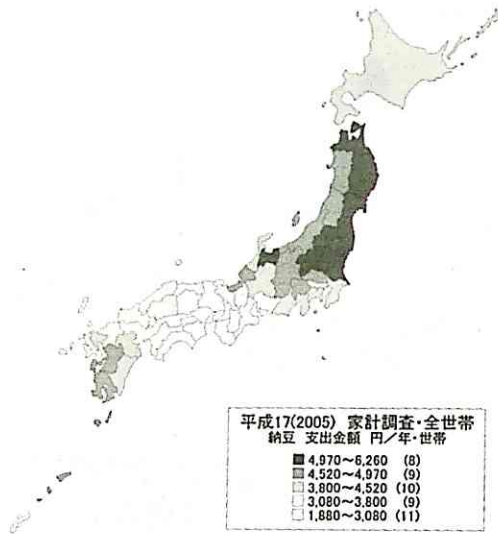 平成17(2005) 家計調査・全世帯
納豆 支出金額 円／年・世帯
4,970～6,260 (8)
4,520～4,970 (9)
3,800～4,520 (10)
3,080～3,800 (9)
1,880～3,080 (11)